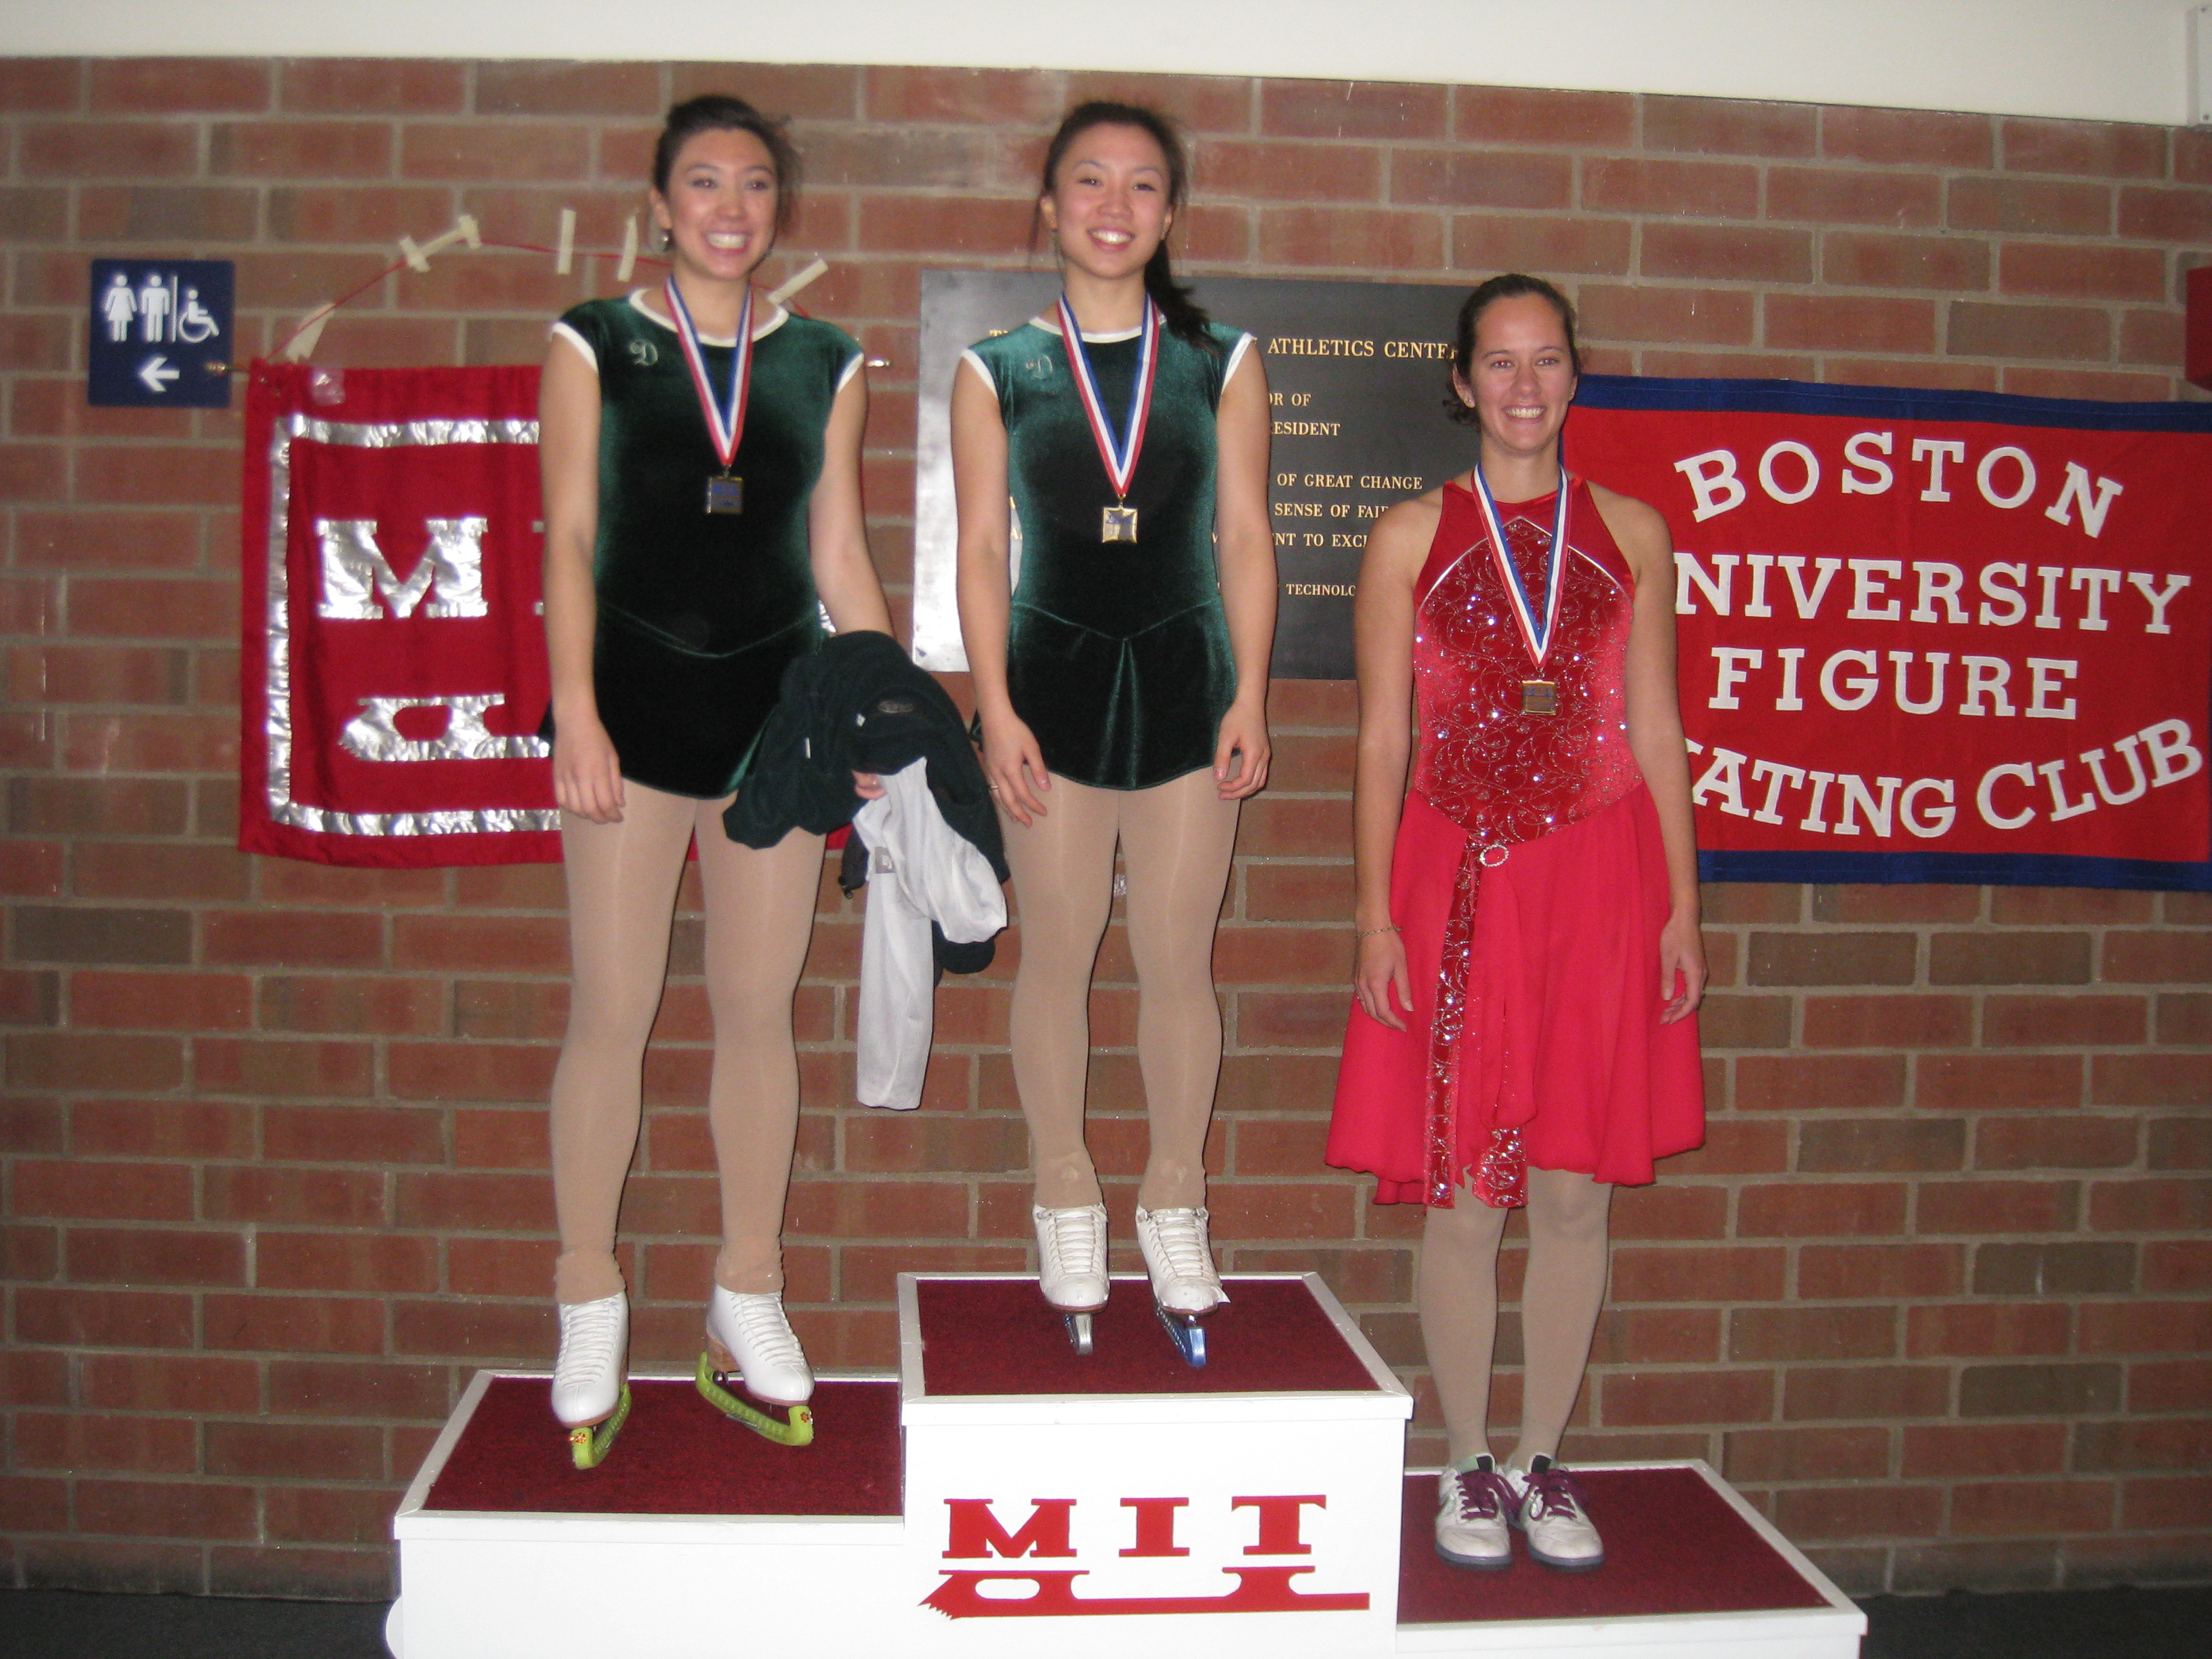 M
D
D
ATHLETICS CENTE
OR OF
RESIDENT
OF GREAT CHANGE
SENSE OF FAI
NT TO EXC
TECHNOLO
BOSTON
NIVERSITY
FIGURE
ATING CLUB
MIT